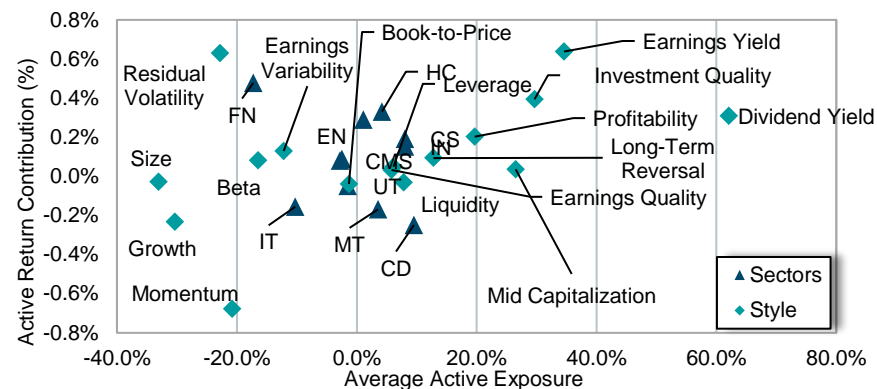 0.8%
0.6%
0.4%
0.2%
0.0%
-0.2%
-0.4%
-0.6%
-0.8%
Active Return Contribution (%)
Book-to-Price
Earnings
Variability
Earnings Yield
Residual
Volatility
HC
Leverage
Investment Quality
FN
Dividend Yield
Profitability
EN
CS
IN
Long-Term
Reversal
Size
CMS
Beta
UT
Earnings Quality
Liquidity
Growth
IT
MT
CD
Momentum
Mid Capitalization
Sectors
Style
-40.0%
-20.0%
0.0%
20.0%
40.0%
60.0%
80.0%
Average Active Exposure